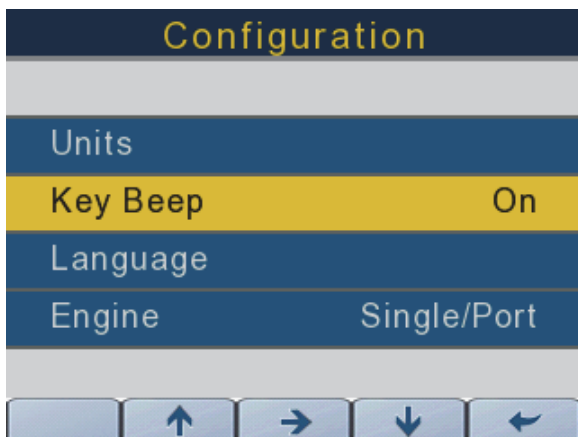 Configuration
Units
Key Beep On
Language
Engine Single/Port